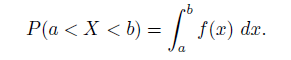 P(a < X < b) = ∫_a^b f(x) dx.